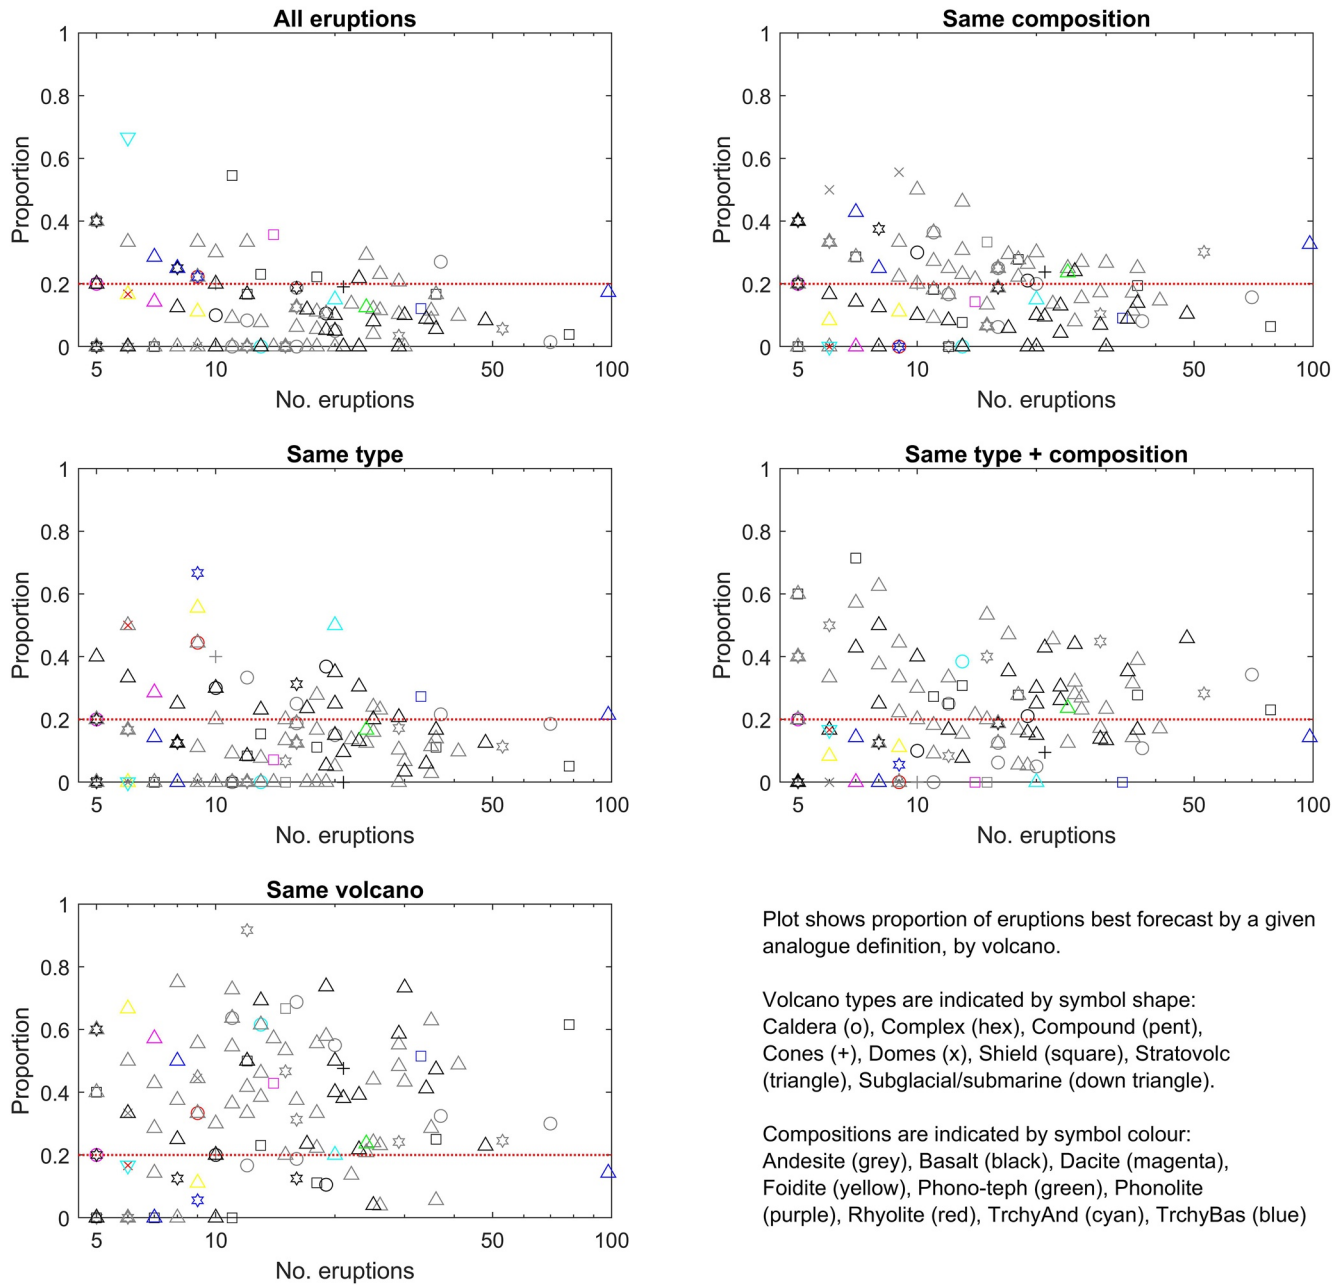 All eruptions
1
0.8
0.6
0.4
0.2
0
Proportion
5
10
50
100
No. eruptions
Same composition
1
0.8
0.6
0.4
0.2
0
Proportion
5
10
50
100
No. eruptions
Same type
1
0.8
0.6
0.4
0.2
0
Proportion
5
10
50
100
No. eruptions
Same type + composition
1
0.8
0.6
0.4
0.2
0
Proportion
5
10
50
100
No. eruptions
Same volcano
1
0.8
0.6
0.4
0.2
0
Proportion
5
10
50
100
No. eruptions
Plot shows proportion of eruptions best forecast by a given
analogue definition, by volcano.
Volcano types are indicated by symbol shape:
Caldera (o), Complex (hex), Compound (pent),
Cones (+), Domes (x), Shield (square), Stratovolc
(triangle), Subglacial/submarine (down triangle).
Compositions are indicated by symbol colour:
Andesite (grey), Basalt (black), Dacite (magenta),
Foidite (yellow), Phono-teph (green), Phonolite
(purple), Rhyolite (red), TrchyAnd (cyan), TrchyBas (blue)